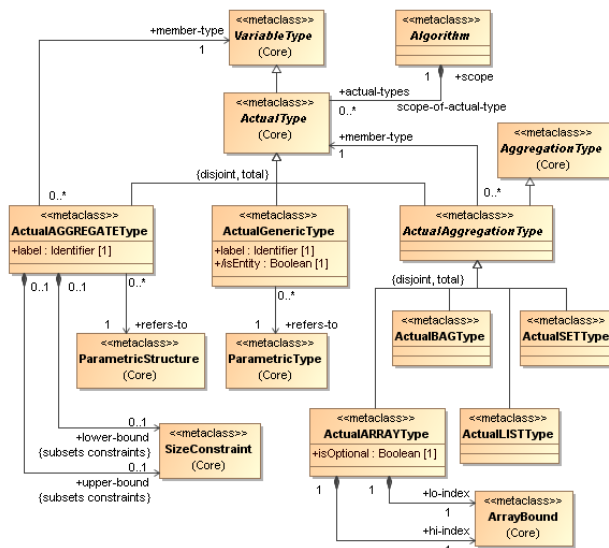 <<metaclass>>
VariableType
(Core)
<<metaclass>>
Algorithm
+member-type
1
1
+scope
+actual-types
0..*
scope-of-actual-type
<<metaclass>>
ActualType
(Core)
+member-type
1
<<metaclass>>
AggregationType
(Core)
0..*
{disjoint, total}
0..*
<<metaclass>>
ActualAGGREGATEType
+label : Identifier [1]
<<metaclass>>
ActualGenericType
+label : Identifier [1]
+/isEntity : Boolean [1]
<<metaclass>>
ActualAggregationType
0..1
0..1
0..*
0..*
{disjoint, total}
1
+refers-to
1
+refers-to
<<metaclass>>
ParametricStructure
(Core)
<<metaclass>>
ParametricType
(Core)
<<metaclass>>
ActualBAGType
<<metaclass>>
ActualSETType
0..1
+lower-bound
{subsets constraints}
0..1
+upper-bound
{subsets constraints}
<<metaclass>>
SizeConstraint
(Core)
<<metaclass>>
ActualARRAYType
+isOptional : Boolean [1]
<<metaclass>>
ActualLISTType
1
1
+lo-index
1
+hi-index
1
<<metaclass>>
ArrayBound
(Core)